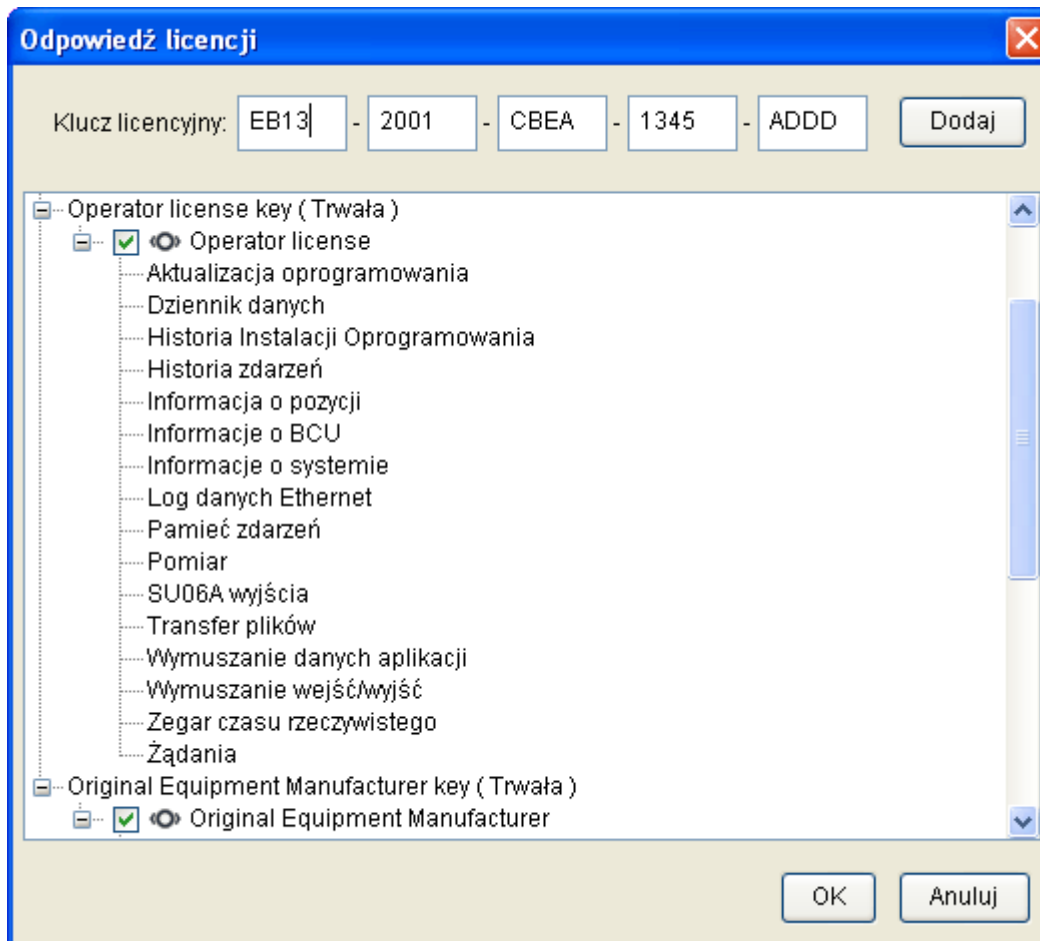 Odpowiedź licencji
Klucz licencyjny: EB13 - 2001 - CBEA - 1345 - ADDD Dodaj
Operator license key ( Trwała )
Operator license
Aktualizacja oprogramowania
Dziennik danych
Historia Instalacji Oprogramowania
Historia zdarzeń
Informacja o pozycji
Informacje o BCU
Informacje o systemie
Log danych Ethernet
Pamieć zdarzeń
Pomiar
SU06A wyjścia
Transfer plików
Wymuszanie danych aplikacji
Wymuszanie wejść/wyjść
Zegar czasu rzeczywistego
Żądania
Original Equipment Manufacturer key ( Trwała )
Original Equipment Manufacturer
OK Anuluj